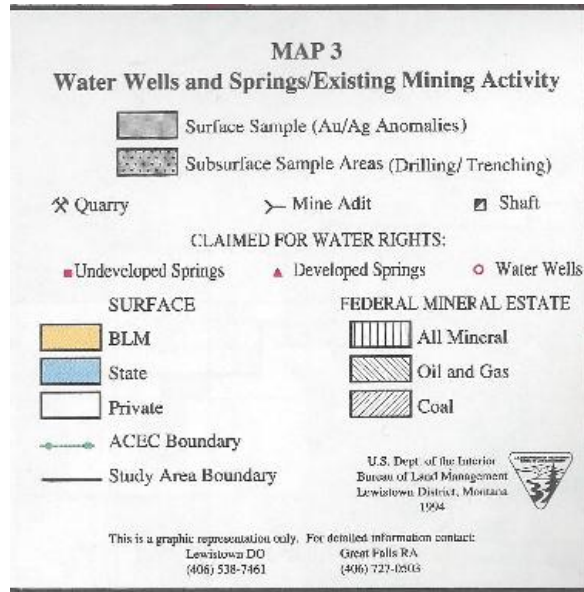 MAP 3
Water Wells and Springs/Existing Mining Activity
Surface Sample (Au/Ag Anomalies)
Subsurface Sample Areas (Drilling/Trenching)
Quarry
Mine Adit
Shaft
CLAIMED FOR WATER RIGHTS:
Undeveloped Springs
Developed Springs
Water Wells
SURFACE
BLM
State
Private
ACEC Boundary
Study Area Boundary
FEDERAL MINERAL ESTATE
All Mineral
Oil and Gas
Coal
U.S. Dept. of the Interior
Bureau of Land Management
Lewistown District, Montana
1994
This is a graphic representation only. For detailed information contact:
Lewistown DO
(406) 538-7461
Great Falls RA
(406) 727-0503